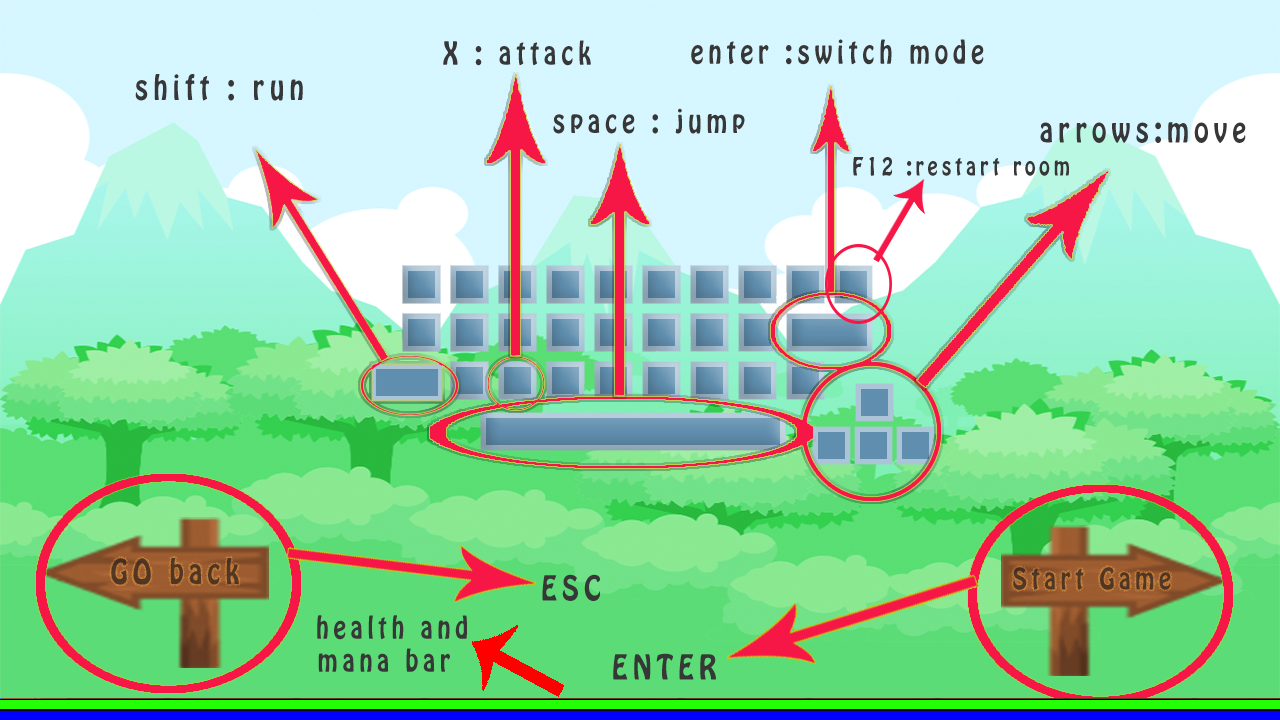 X : attack
enter :switch mode
shift : run
space : jump
arrows:move
F12 :restart room
GO back
Start Game
ESC
health and
mana bar
ENTER